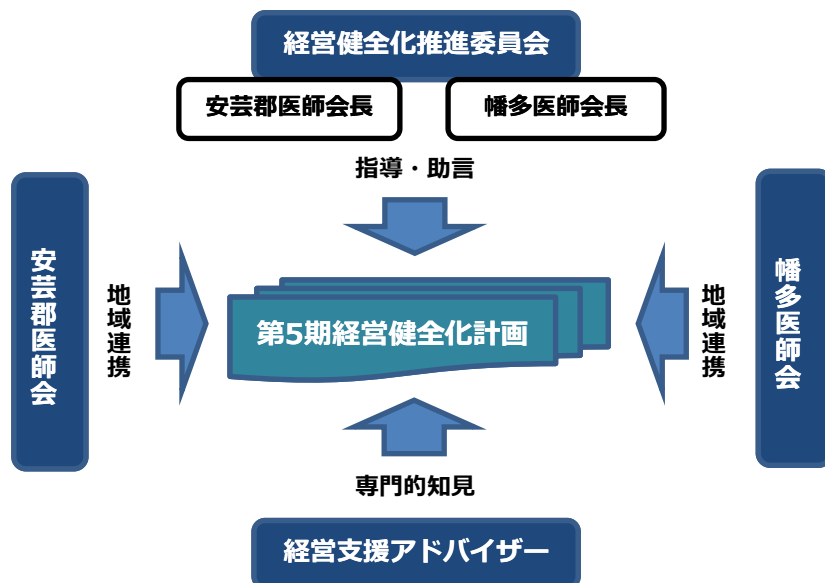 経営健全化推進委員会
安芸郡医師会長
幡多医師会長
指導・助言
安芸郡医師会
地域連携
第5期経営健全化計画
地域連携
幡多医師会
専門的知見
経営支援アドバイザー